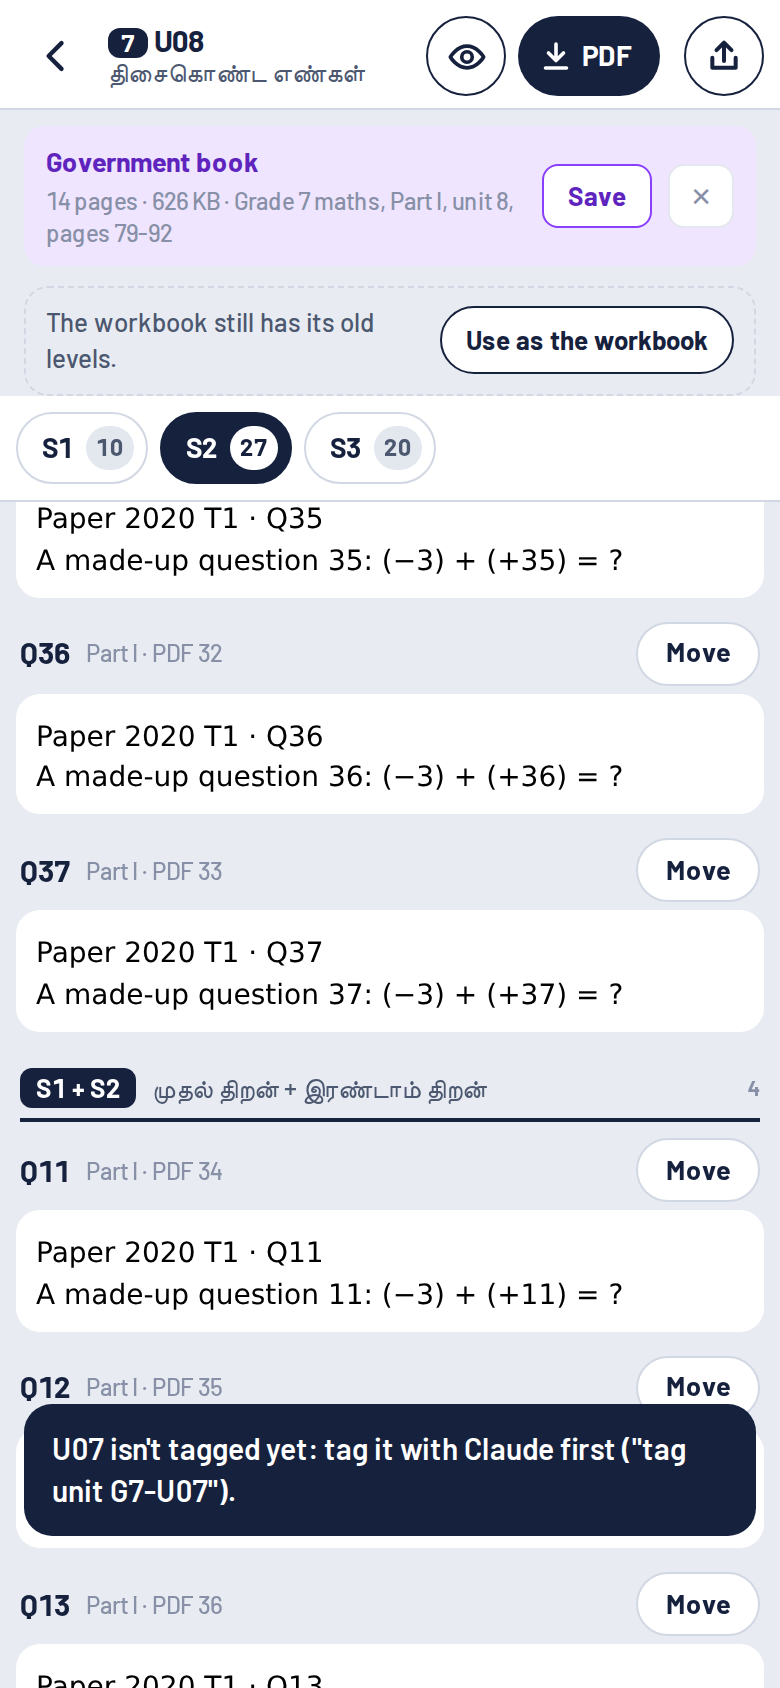 7 U08
திசைகொண்ட எண்கள்
PDF
Government book
14 pages · 626 KB · Grade 7 maths, Part I, unit 8,
pages 79-92
Save
×
The workbook still has its old
levels.
Use as the workbook
S1 10
S2 27
S3 20
Paper 2020 T1 · Q35
A made-up question 35: (−3) + (+35) = ?
Q36 Part I · PDF 32
Move
Paper 2020 T1 · Q36
A made-up question 36: (−3) + (+36) = ?
Q37 Part I · PDF 33
Move
Paper 2020 T1 · Q37
A made-up question 37: (−3) + (+37) = ?
S1 + S2 முதல் திறன் + இரண்டாம் திறன் 4
Q11 Part I · PDF 34
Move
Paper 2020 T1 · Q11
A made-up question 11: (−3) + (+11) = ?
Q12 Part I · PDF 35
Move
U07 isn't tagged yet: tag it with Claude first ("tag
unit G7-U07").
Q13 Part I · PDF 36
Move
Paper 2020 T1 · Q13